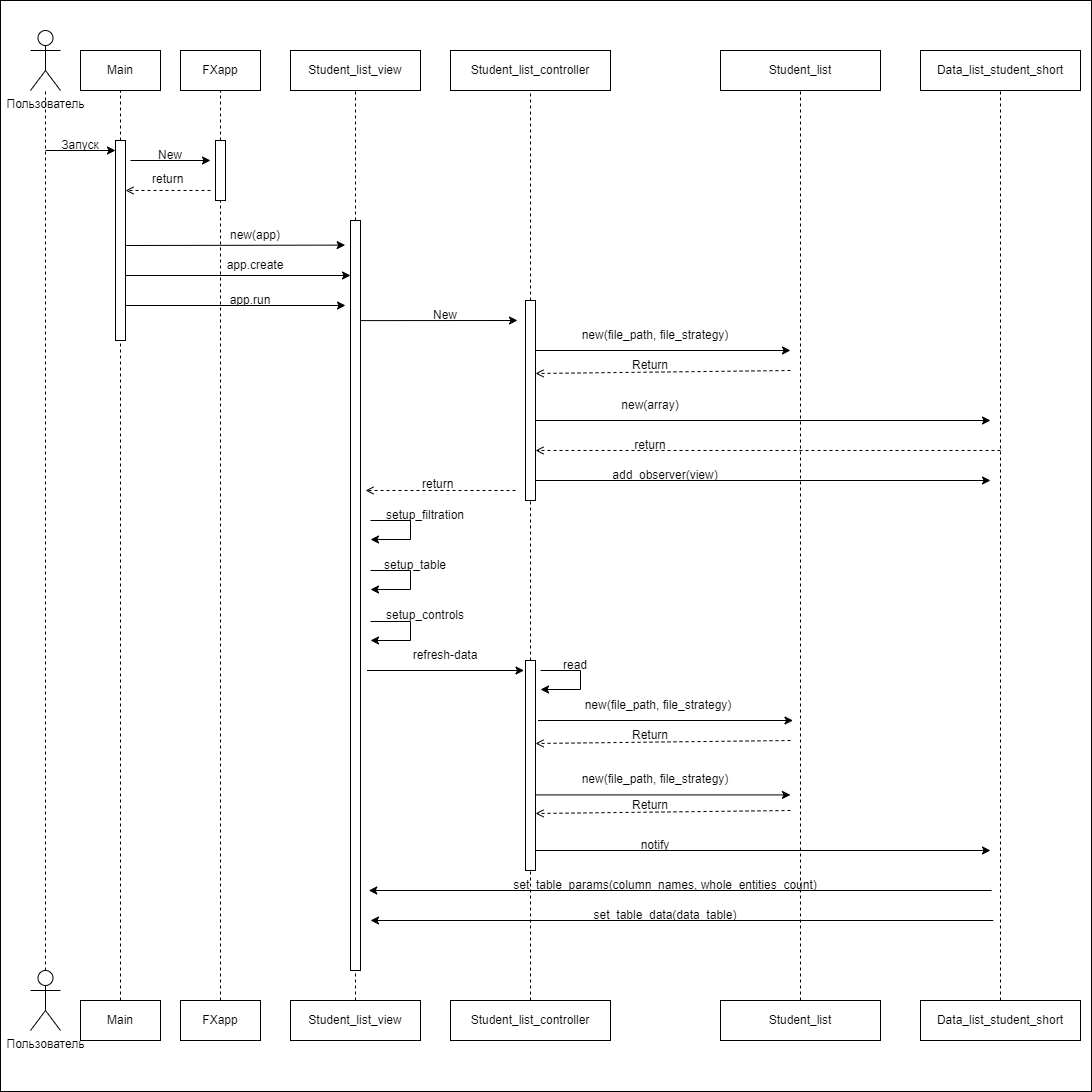 Main
FXapp
Student_list_view
Student_list_controller
Student_list
Data_list_student_short
Пользователь
Запуск
New
return
new(app)
app.create
app.run
New
new(file_path, file_strategy)
Return
new(array)
return
add_observer(view)
return
setup_filtration
setup_table
setup_controls
refresh-data
read
new(file_path, file_strategy)
Return
new(file_path, file_strategy)
Return
notify
set_table_params(column_names, whole_entities_count)
set_table_data(data_table)
Main
FXapp
Student_list_view
Student_list_controller
Student_list
Data_list_student_short
Пользователь